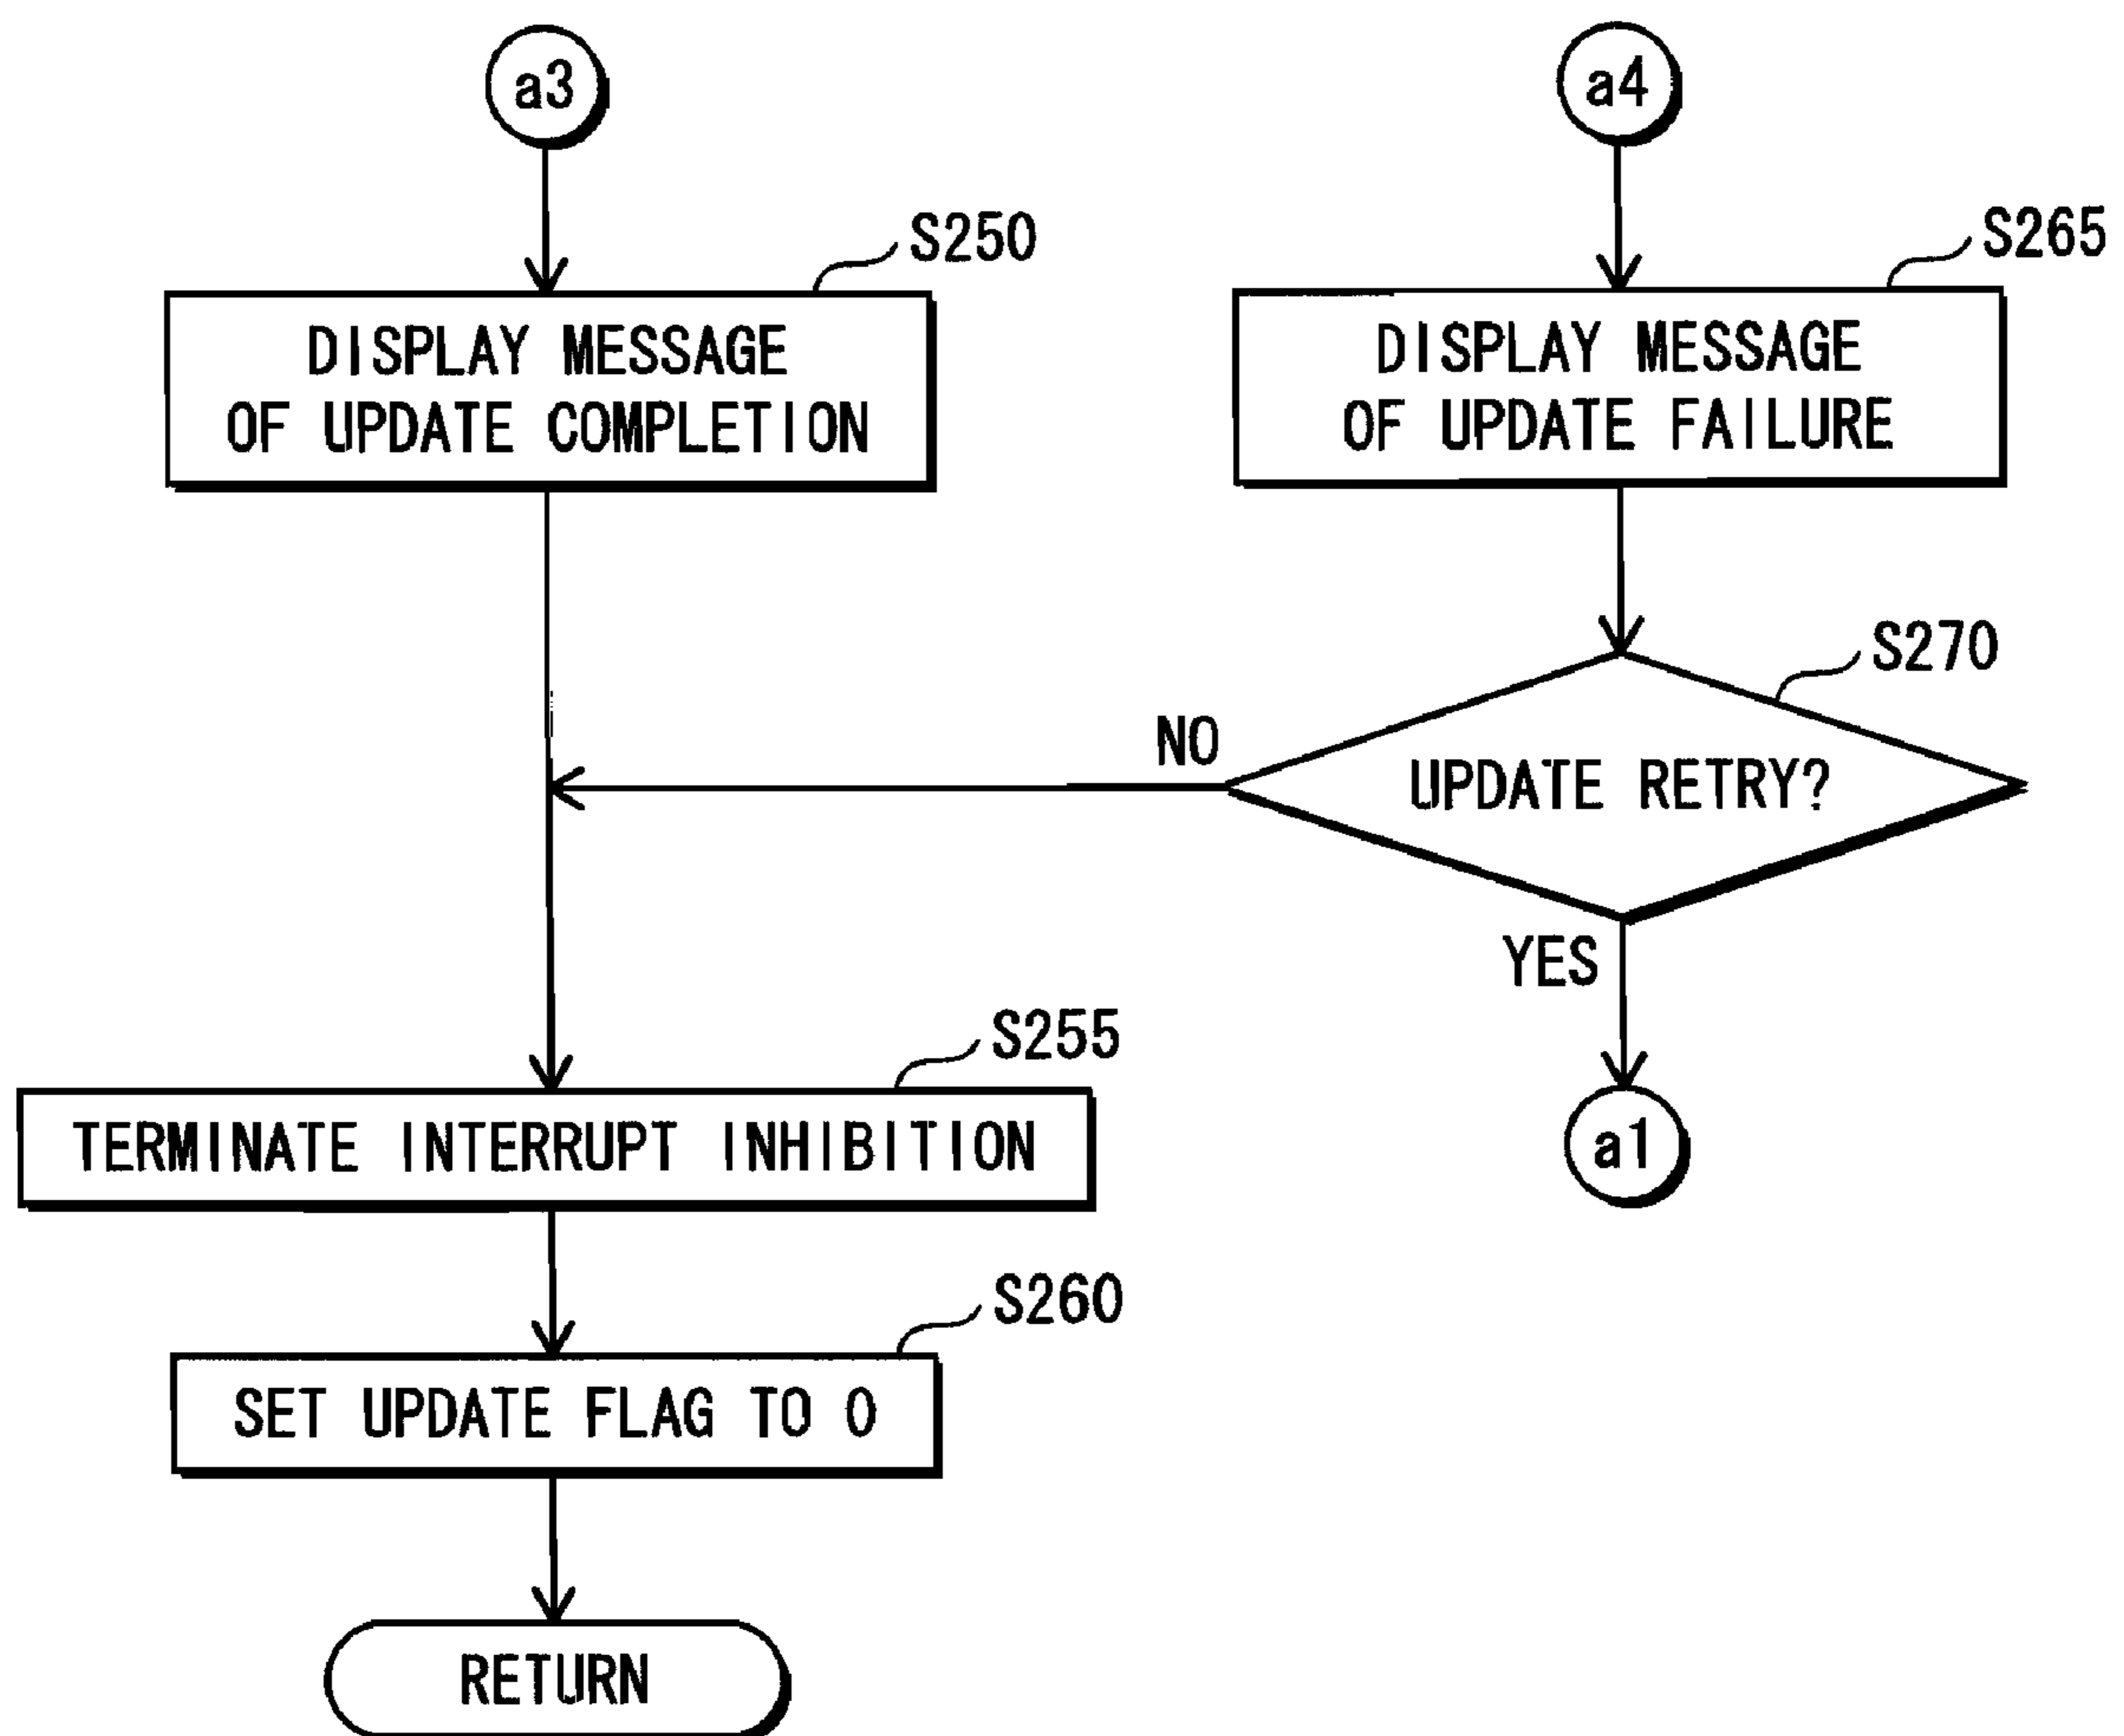 a3
S250
DISPLAY MESSAGE
OF UPDATE COMPLETION
a4
S265
DISPLAY MESSAGE
OF UPDATE FAILURE
S270
UPDATE RETRY?
NO
YES
a1
S255
TERMINATE INTERRUPT INHIBITION
S260
SET UPDATE FLAG TO 0
RETURN